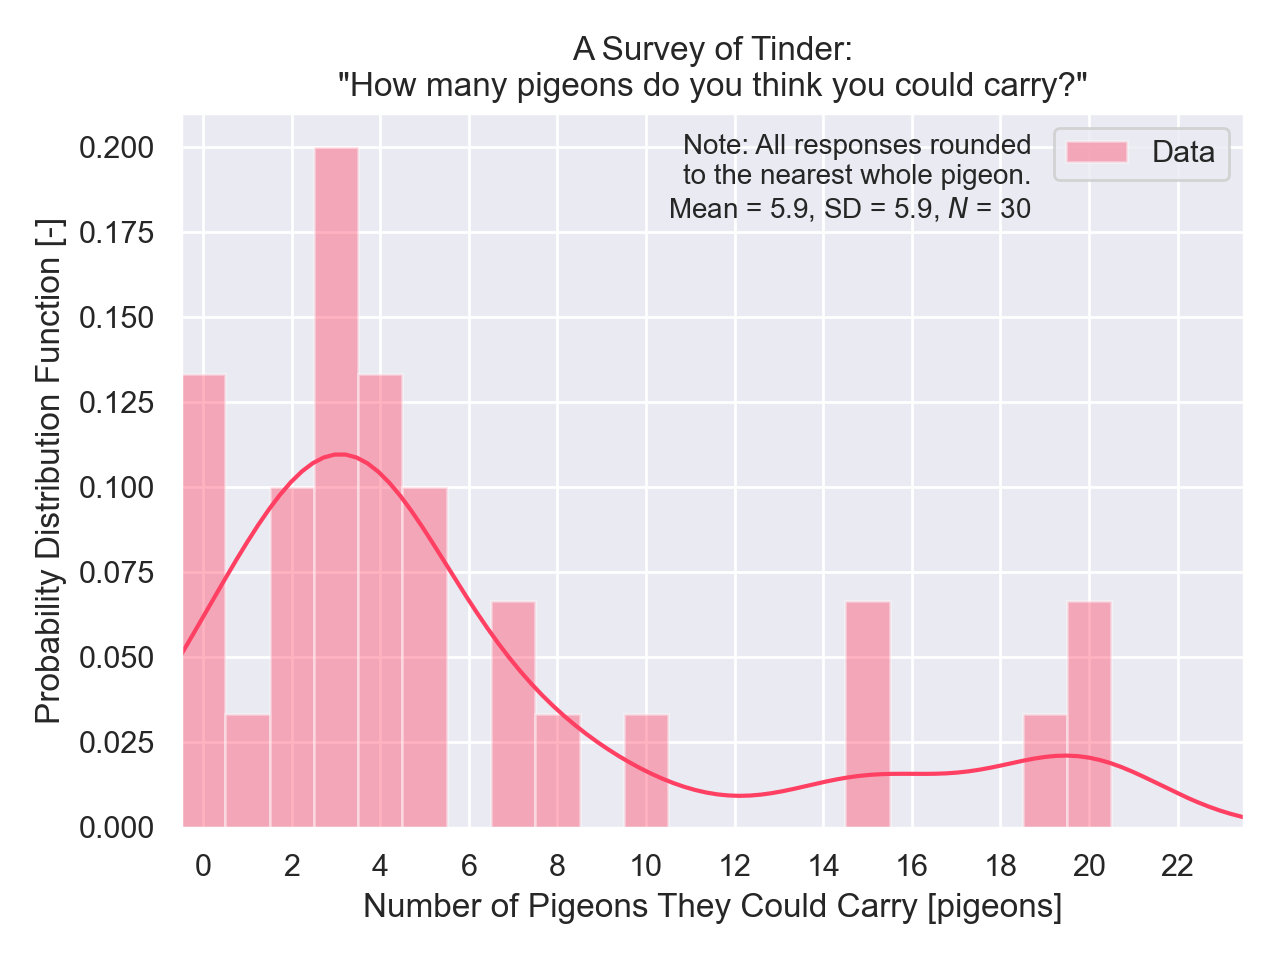 A Survey of Tinder:
"How many pigeons do you think you could carry?"
Note: All responses rounded
to the nearest whole pigeon.
Mean = 5.9, SD = 5.9, N = 30
Data
Probability Distribution Function [-]
0.200
0.175
0.150
0.125
0.100
0.075
0.050
0.025
0.000
0 2 4 6 8 10 12 14 16 18 20 22
Number of Pigeons They Could Carry [pigeons]